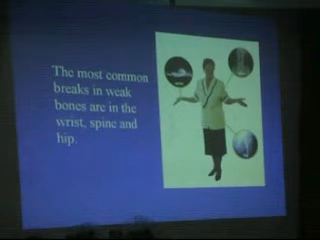 The most common
breaks in weak
bones are in the
wrist, spine and
hip.